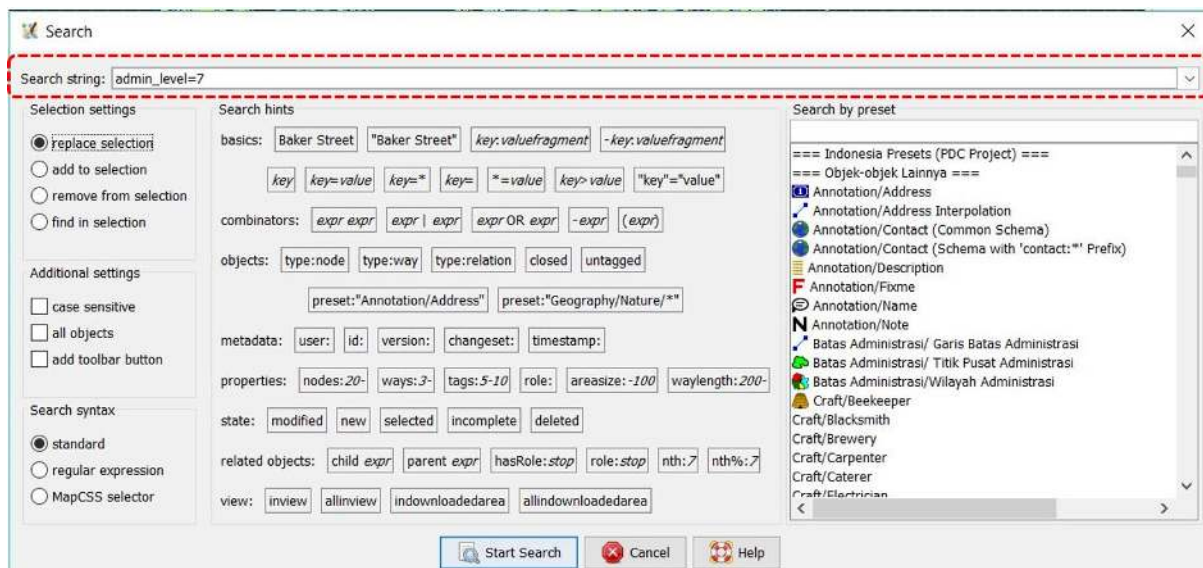 Search
Search string: admin_level=7
Selection settings
replace selection
add to selection
remove from selection
find in selection
Additional settings
case sensitive
all objects
add toolbar button
Search syntax
standard
regular expression
MapCSS selector
Search hints
basics: Baker Street "Baker Street" key:valuefragment -key:valuefragment
key key=value key=* key= *=value key>value "key"="value"
combinators: expr expr expr | expr expr OR expr -expr (expr)
objects: type:node type:way type:relation closed untagged
preset:"Annotation/Address" preset:"Geography/Nature/*"
metadata: user: id: version: changeset: timestamp:
properties: nodes:20- ways:3- tags:5-10 role: areasize:-100 waylength:200-
state: modified new selected incomplete deleted
related objects: child expr parent expr hasRole:stop role:stop nth:7 nth%:7
view: inview allinview indownloadedarea allindownloadedarea
Search by preset
=== Indonesia Presets (PDC Project) ===
=== Objek-objek Lainnya ===
Annotation/Address
Annotation/Address Interpolation
Annotation/Contact (Common Schema)
Annotation/Contact (Schema with 'contact:*' Prefix)
Annotation/Description
Annotation/Fixme
Annotation/Name
Annotation/Note
Batas Administrasi/ Garis Batas Administrasi
Batas Administrasi/ Titik Pusat Administrasi
Batas Administrasi/Wilayah Administrasi
Craft/Beekeeper
Craft/Blacksmith
Craft/Brewery
Craft/Carpenter
Craft/Caterer
Craft/Electrician
Start Search Cancel Help